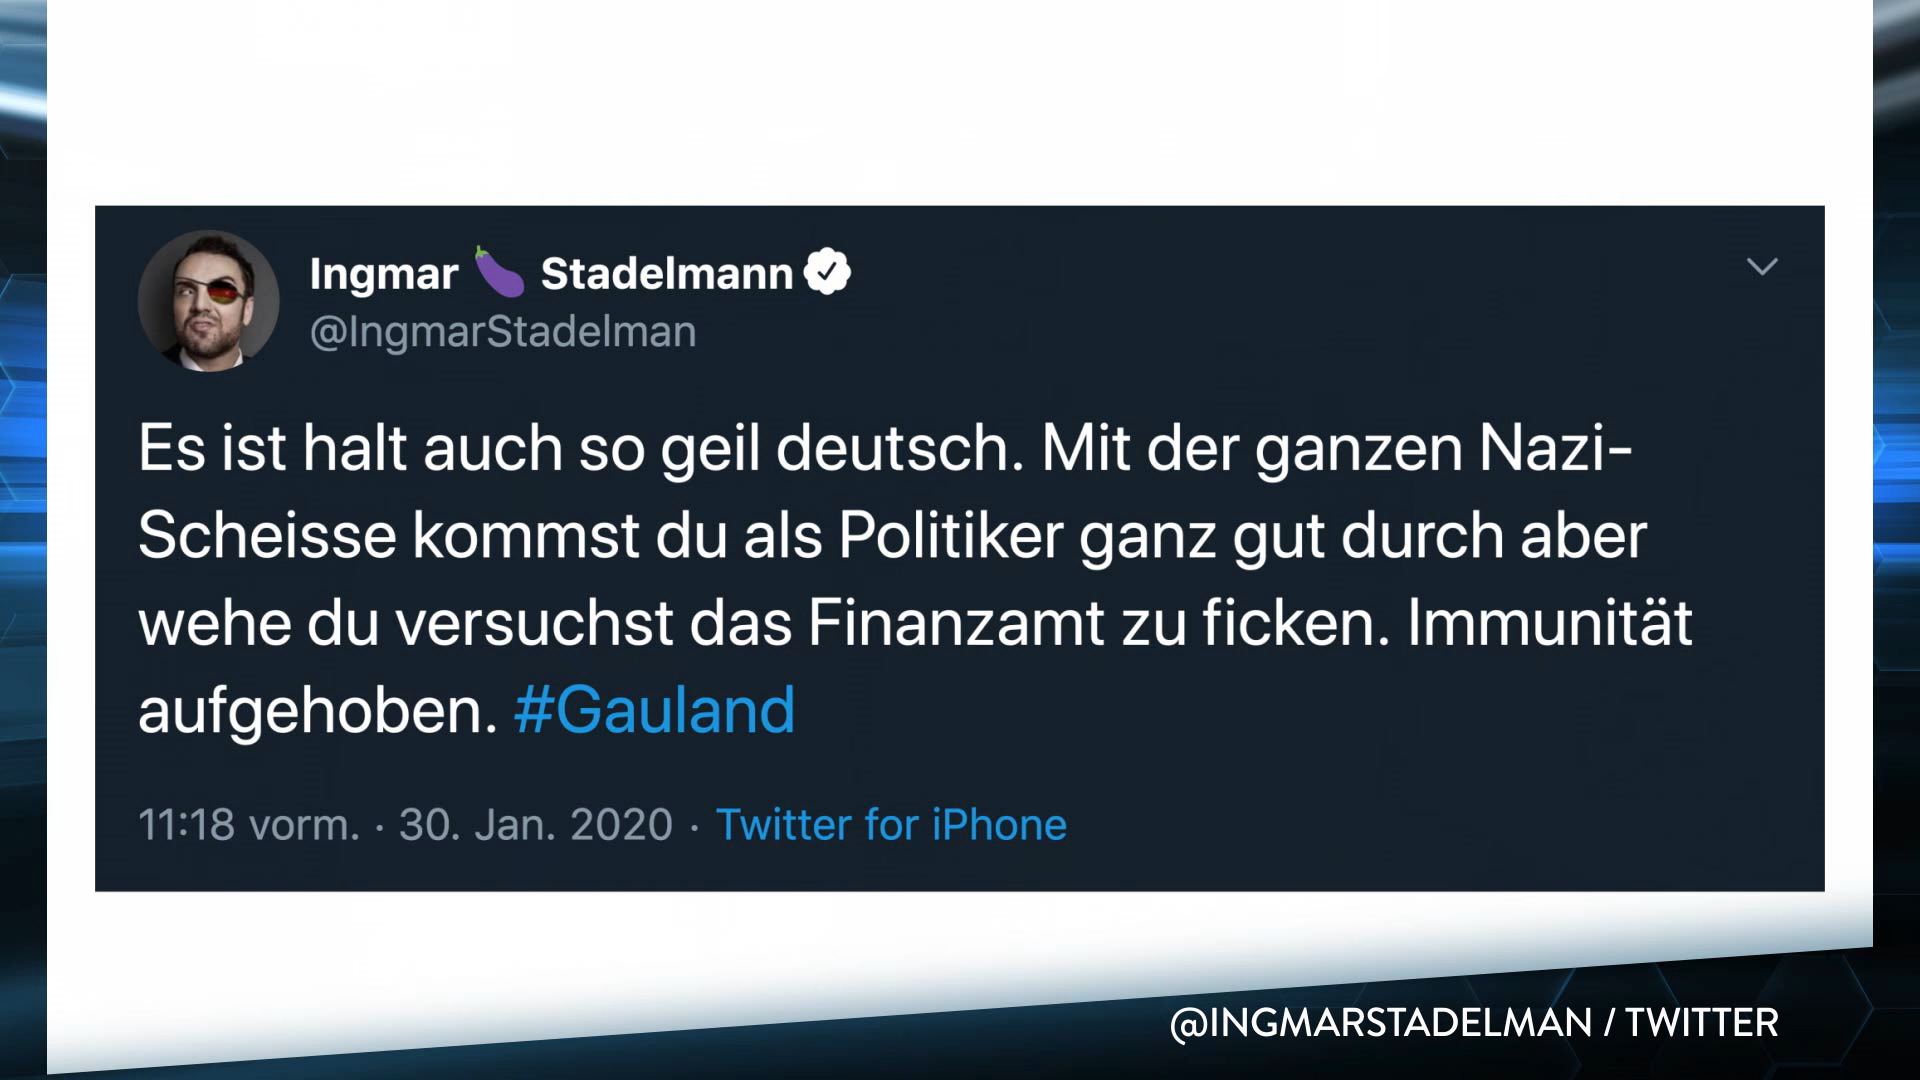 Ingmar 🍆 Stadelmann
@IngmarStadelman
Es ist halt auch so geil deutsch. Mit der ganzen Nazi-
Scheisse kommst du als Politiker ganz gut durch aber
wehe du versuchst das Finanzamt zu ficken. Immunität
aufgehoben. #Gauland
11:18 vorm. · 30. Jan. 2020 · Twitter for iPhone
@INGMARSTADELMAN / TWITTER